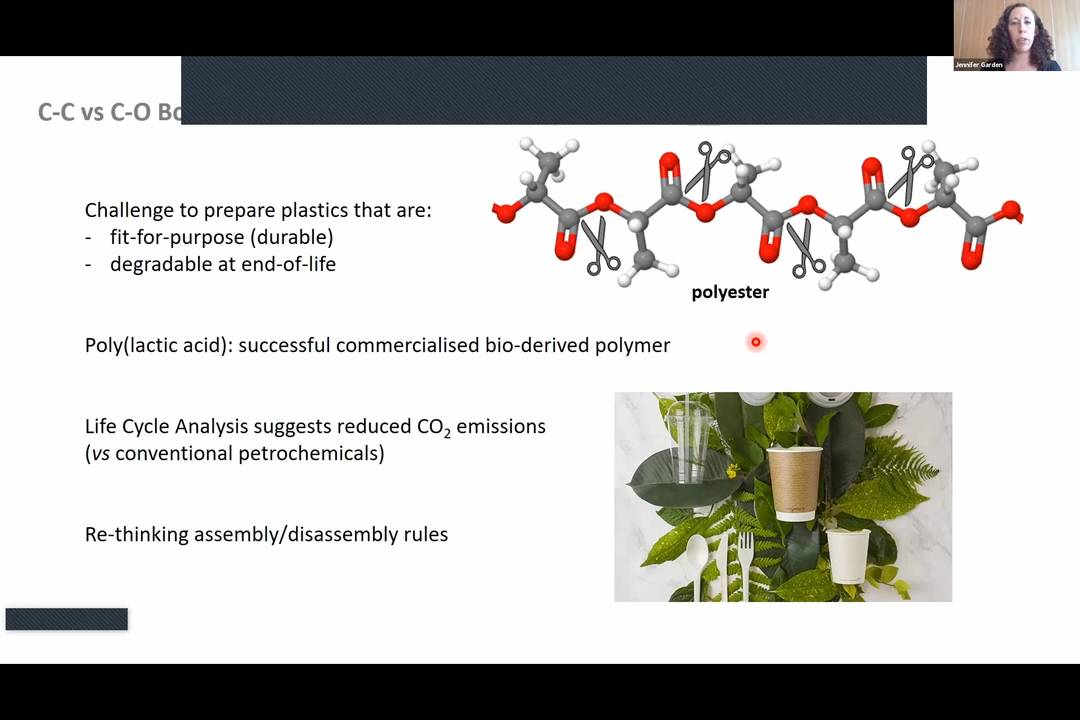 Jennifer Garden
C-C vs C-O
Challenge to prepare plastics that are:
- fit-for-purpose (durable)
- degradable at end-of-life
polyester
Poly(lactic acid): successful commercialised bio-derived polymer
Life Cycle Analysis suggests reduced CO₂ emissions
(vs conventional petrochemicals)
Re-thinking assembly/disassembly rules